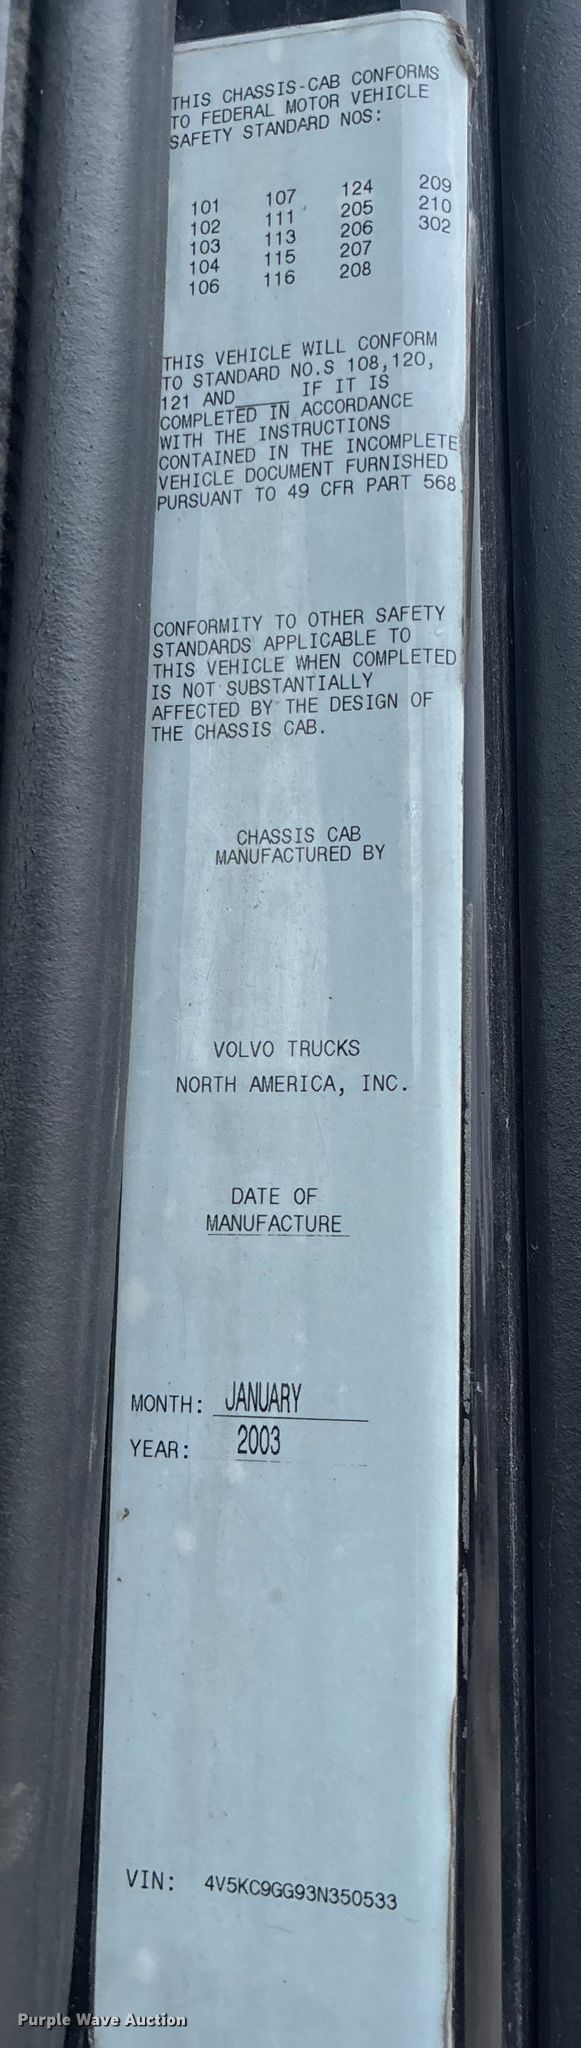 THIS CHASSIS-CAB CONFORMS
TO FEDERAL MOTOR VEHICLE
SAFETY STANDARD NOS:
101 107 124 209
102 111 205 210
103 113 206 302
104 115 207
106 116 208
THIS VEHICLE WILL CONFORM
TO STANDARD NO.S 108,120,
121 AND_____ IF IT IS
COMPLETED IN ACCORDANCE
WITH THE INSTRUCTIONS
CONTAINED IN THE INCOMPLETE
VEHICLE DOCUMENT FURNISHED
PURSUANT TO 49 CFR PART 568
CONFORMITY TO OTHER SAFETY
STANDARDS APPLICABLE TO
THIS VEHICLE WHEN COMPLETED
IS NOT SUBSTANTIALLY
AFFECTED BY THE DESIGN OF
THE CHASSIS CAB.
CHASSIS CAB
MANUFACTURED BY
VOLVO TRUCKS
NORTH AMERICA, INC.
DATE OF
MANUFACTURE
MONTH: JANUARY
YEAR: 2003
VIN: 4V5KC9GG93N350533
Purple Wave Auction